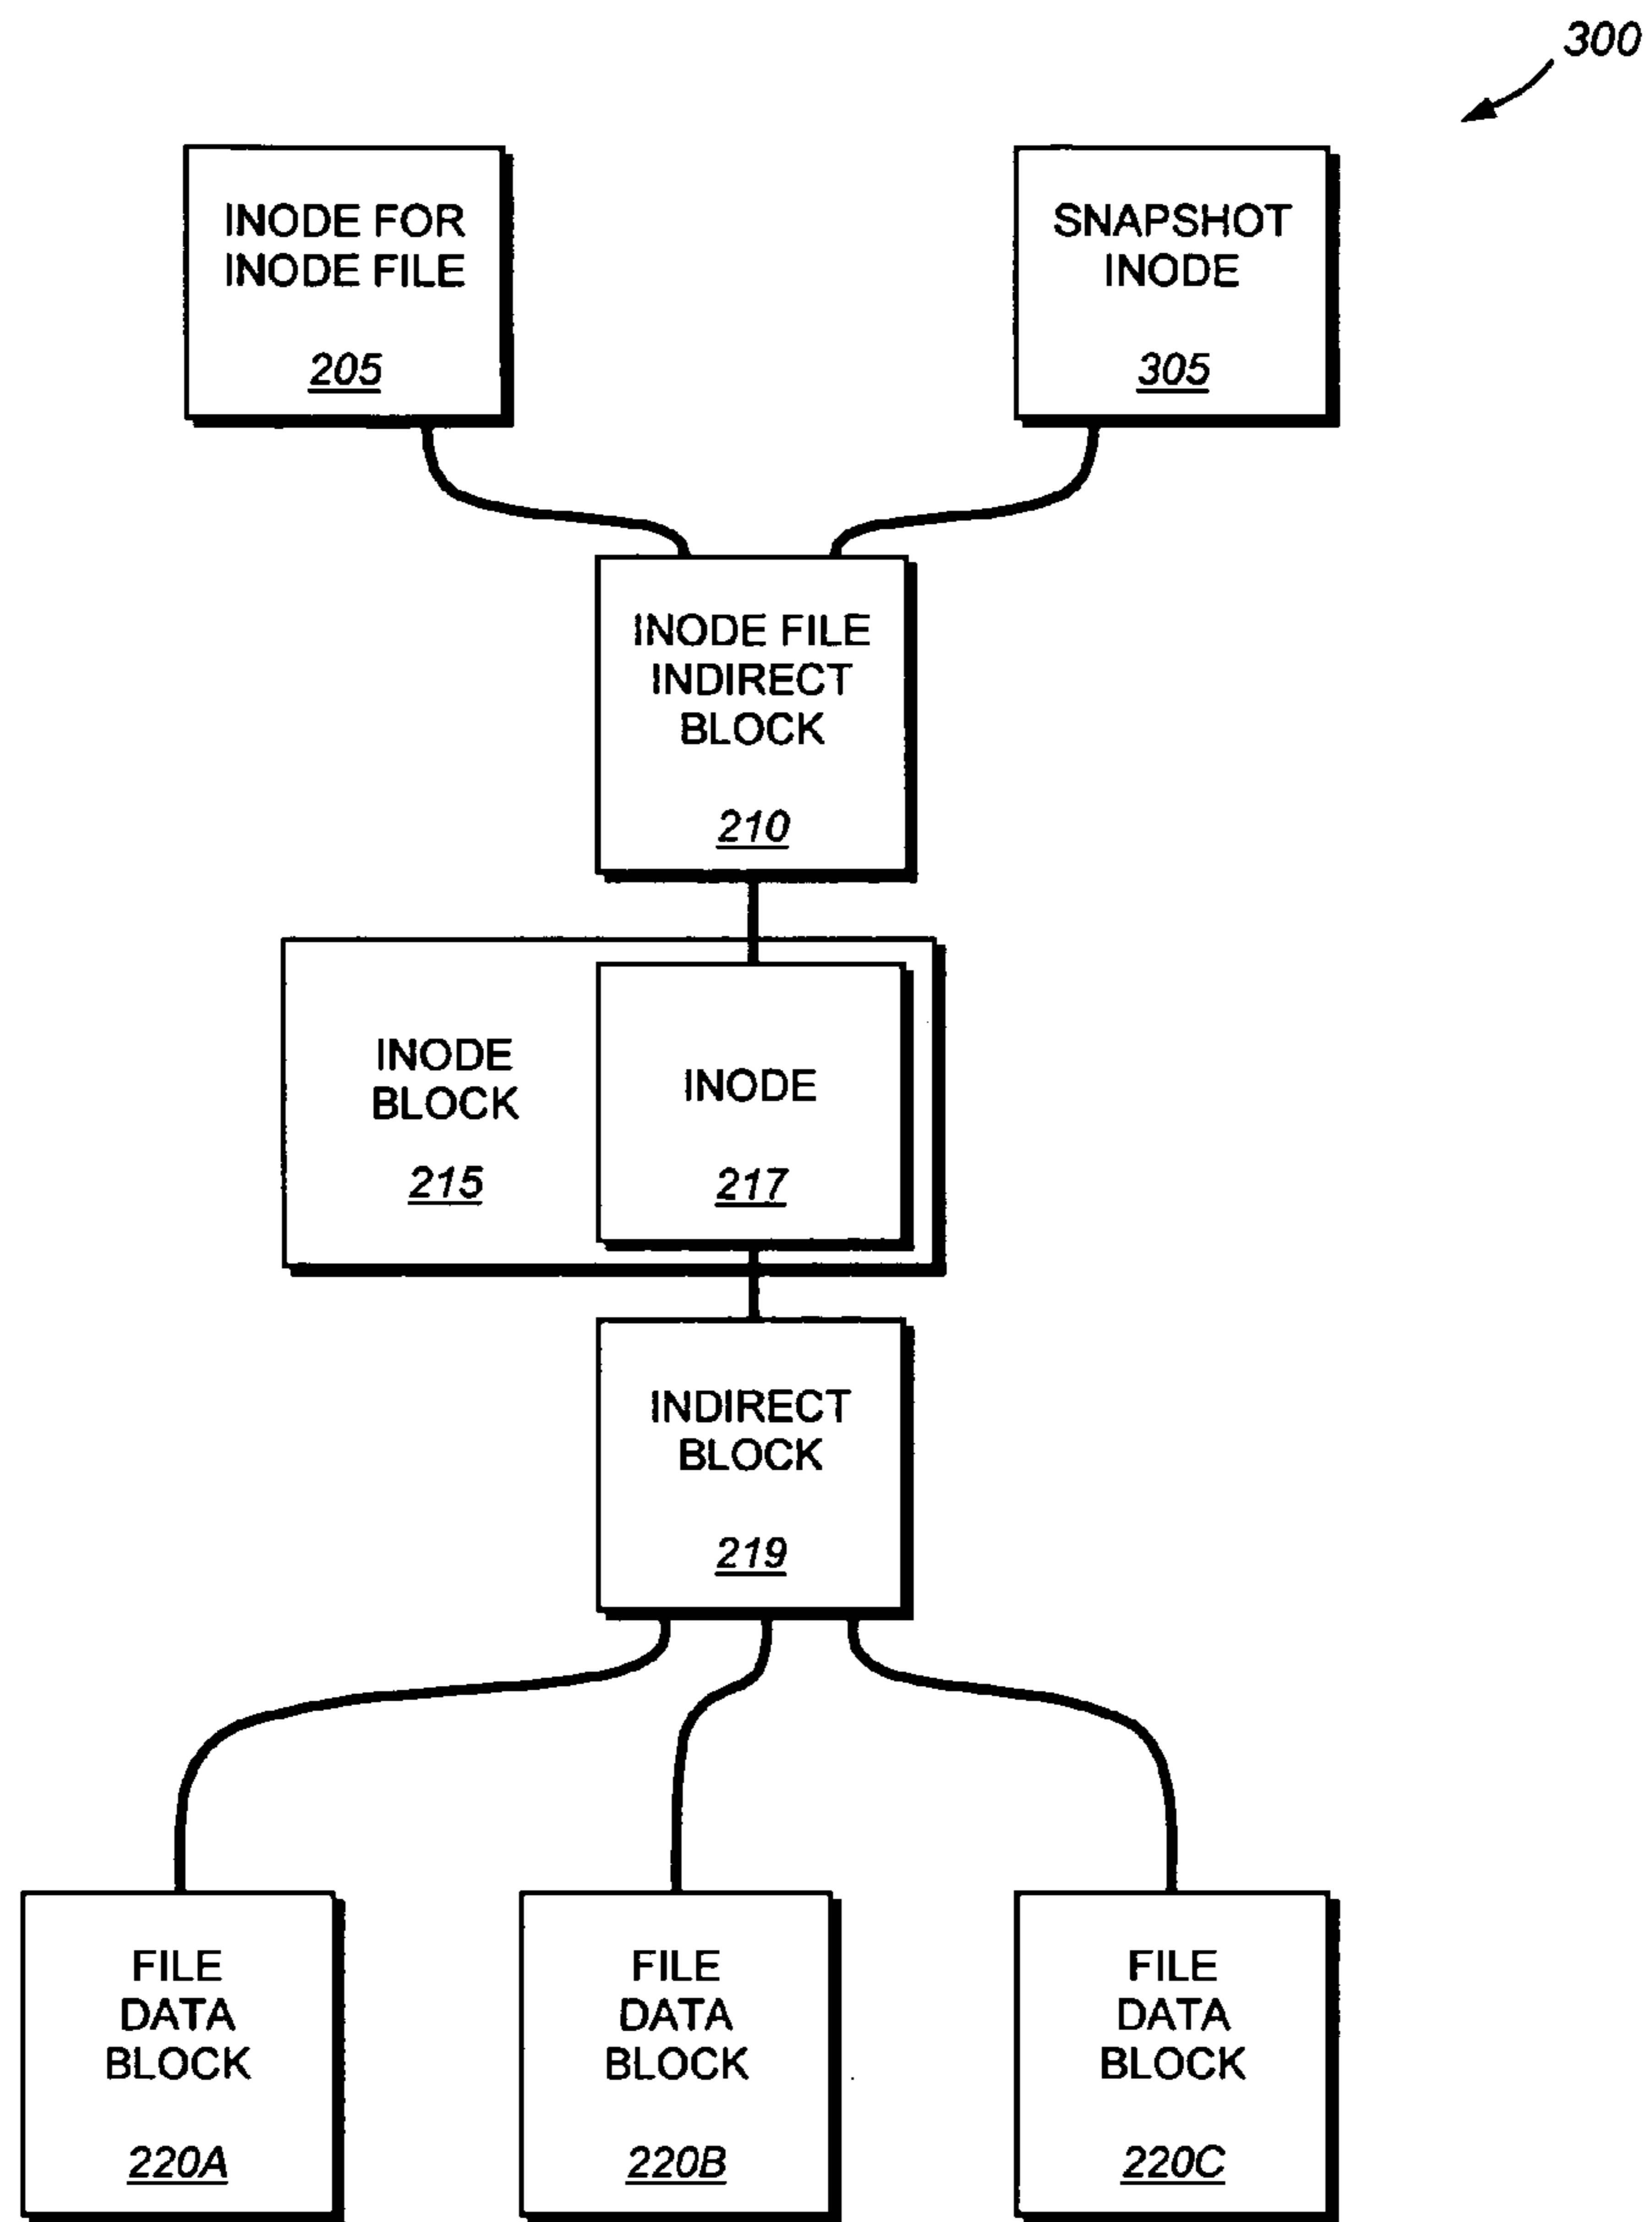 300
INODE FOR
INODE FILE
205
SNAPSHOT
INODE
305
INODE FILE
INDIRECT
BLOCK
210
INODE
BLOCK
215
INODE
217
INDIRECT
BLOCK
219
FILE
DATA
BLOCK
220A
FILE
DATA
BLOCK
220B
FILE
DATA
BLOCK
220C